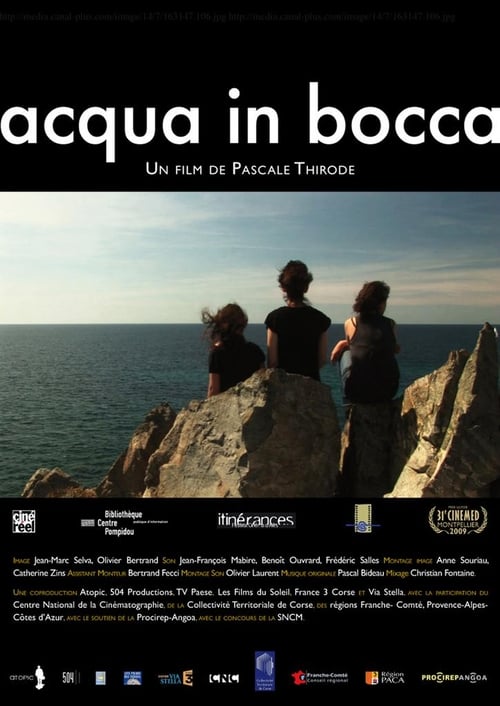 http://media.canal-plus.com/image/14/7/163147.106.jpg http://media.canal-plus.com/image/14/7/163147.106.jpg
acqua in bocca
UN FILM DE PASCALE THIRODE
ciné réel
Bibliothèque
Centre
Pompidou
publique d'information
itinérances
31e CINEMED
MONTPELLIER
2009
IMAGE Jean-Marc Selva, Olivier Bertrand SON Jean-François Mabire, Benoît Ouvrard, Frédéric Salles MONTAGE IMAGE Anne Souriau,
Catherine Zins ASSISTANT MONTEUR Bertrand Fecci MONTAGE SON Olivier Laurent MUSIQUE ORIGINALE Pascal Bideau MIXAGE Christian Fontaine.
UNE COPRODUCTION Atopic, 504 Productions, TV Paese, Les Films du Soleil, France 3 Corse ET Via Stella, AVEC LA PARTICIPATION DU
Centre National de la Cinématographie, DE LA Collectivité Territoriale de Corse, DES régions Franche- Comté, Provence-Alpes-
Côtes d'Azur, AVEC LE SOUTIEN DE LA Procirep-Angoa, AVEC LE CONCOURS DE LA SNCM.
ATOPIC
504
VIA
STELLA 3
CNC
Franche-Comté
Conseil régional
Région
PACA
PROCIREPANGOA